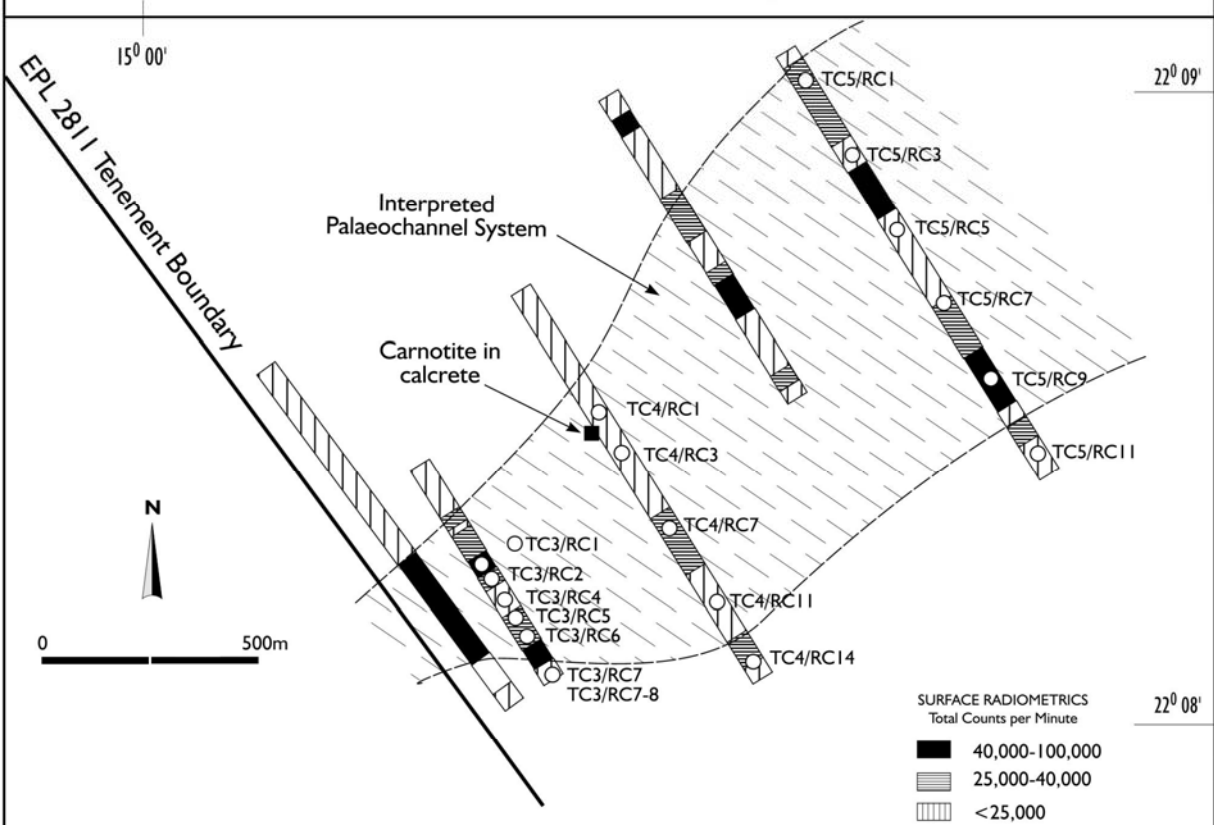 15⁰ 00'
22⁰ 09'
EPL 2811 Tenement Boundary
TC5/RC1
TC5/RC3
Interpreted
Palaeochannel System
TC5/RC5
TC5/RC7
Carnotite in
calcrete
TC5/RC9
TC4/RC1
TC4/RC3
TC5/RC11
N
TC4/RC7
TC3/RC1
TC3/RC2
TC3/RC4
TC4/RC11
TC3/RC5
TC3/RC6
0 500m
TC4/RC14
TC3/RC7
TC3/RC7-8
22⁰ 08'
SURFACE RADIOMETRICS
Total Counts per Minute
40,000-100,000
25,000-40,000
<25,000